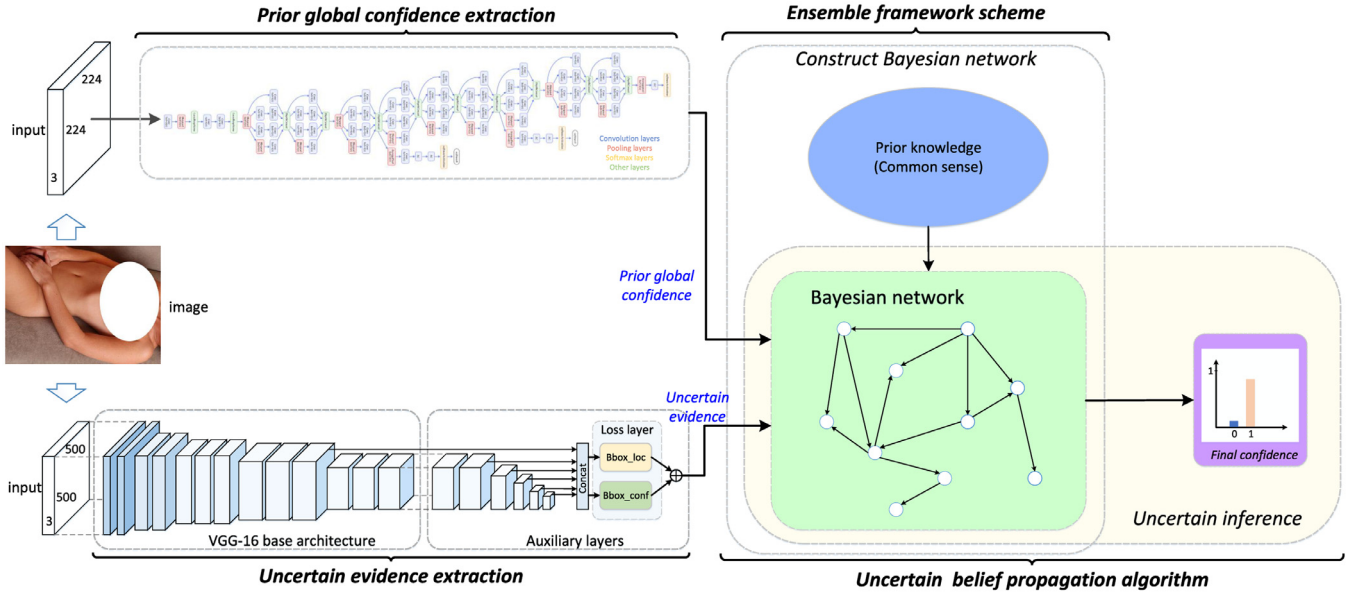 Prior global confidence extraction
Ensemble framework scheme
Construct Bayesian network
224
input
224
3
Convolution layers
Pooling layers
Softmax layers
Other layers
Prior knowledge
(Common sense)
image
Prior global
confidence
Bayesian network
1
0 1
Final confidence
Uncertain
evidence
500
input
500
3
Loss layer
Bbox_loc
Concat
Bbox_conf
VGG-16 base architecture
Auxiliary layers
Uncertain inference
Uncertain evidence extraction
Uncertain belief propagation algorithm